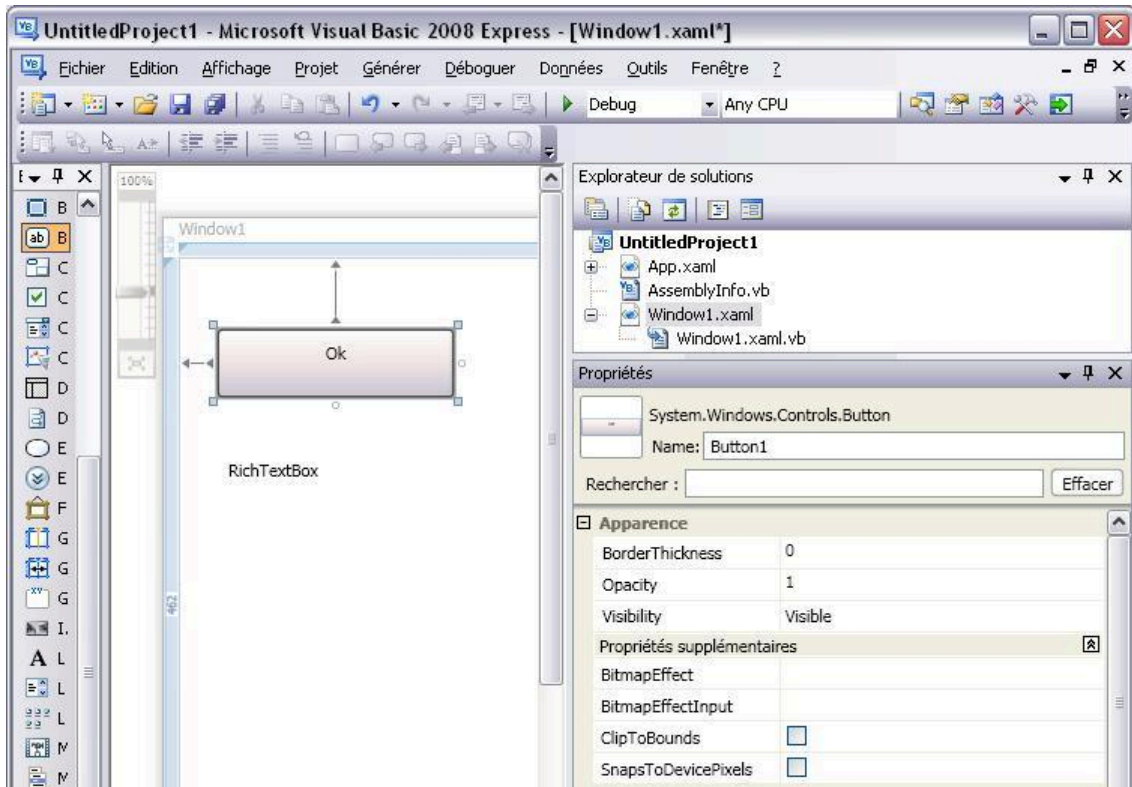 UntitledProject1 - Microsoft Visual Basic 2008 Express - [Window1.xaml*]
Fichier Edition Affichage Projet Générer Déboguer Données Outils Fenêtre ?
Debug Any CPU
100%
Window1
Ok
RichTextBox
462
B
ab B
C
C
C
C
D
D
E
E
F
G
G
G
I.
A L
L
L
M
M
Explorateur de solutions
UntitledProject1
App.xaml
AssemblyInfo.vb
Window1.xaml
Window1.xaml.vb
Propriétés
System.Windows.Controls.Button
Name: Button1
Rechercher :
Effacer
Apparence
BorderThickness 0
Opacity 1
Visibility Visible
Propriétés supplémentaires
BitmapEffect
BitmapEffectInput
ClipToBounds
SnapsToDevicePixels